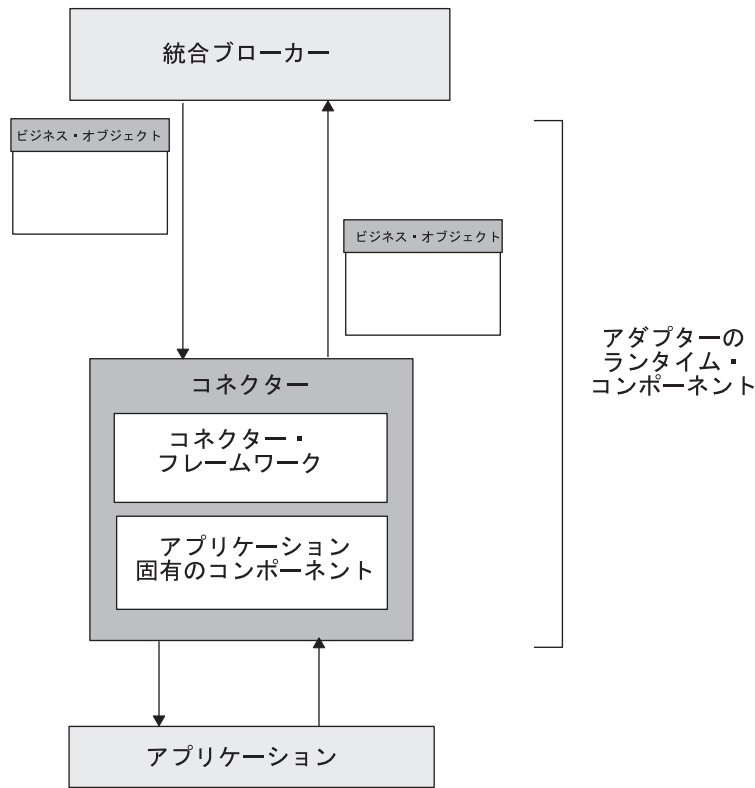 統合ブローカー
ビジネス・オブジェクト
ビジネス・オブジェクト
アダプターの
ランタイム・
コンポーネント
コネクター
コネクター・
フレームワーク
アプリケーション
固有のコンポーネント
アプリケーション